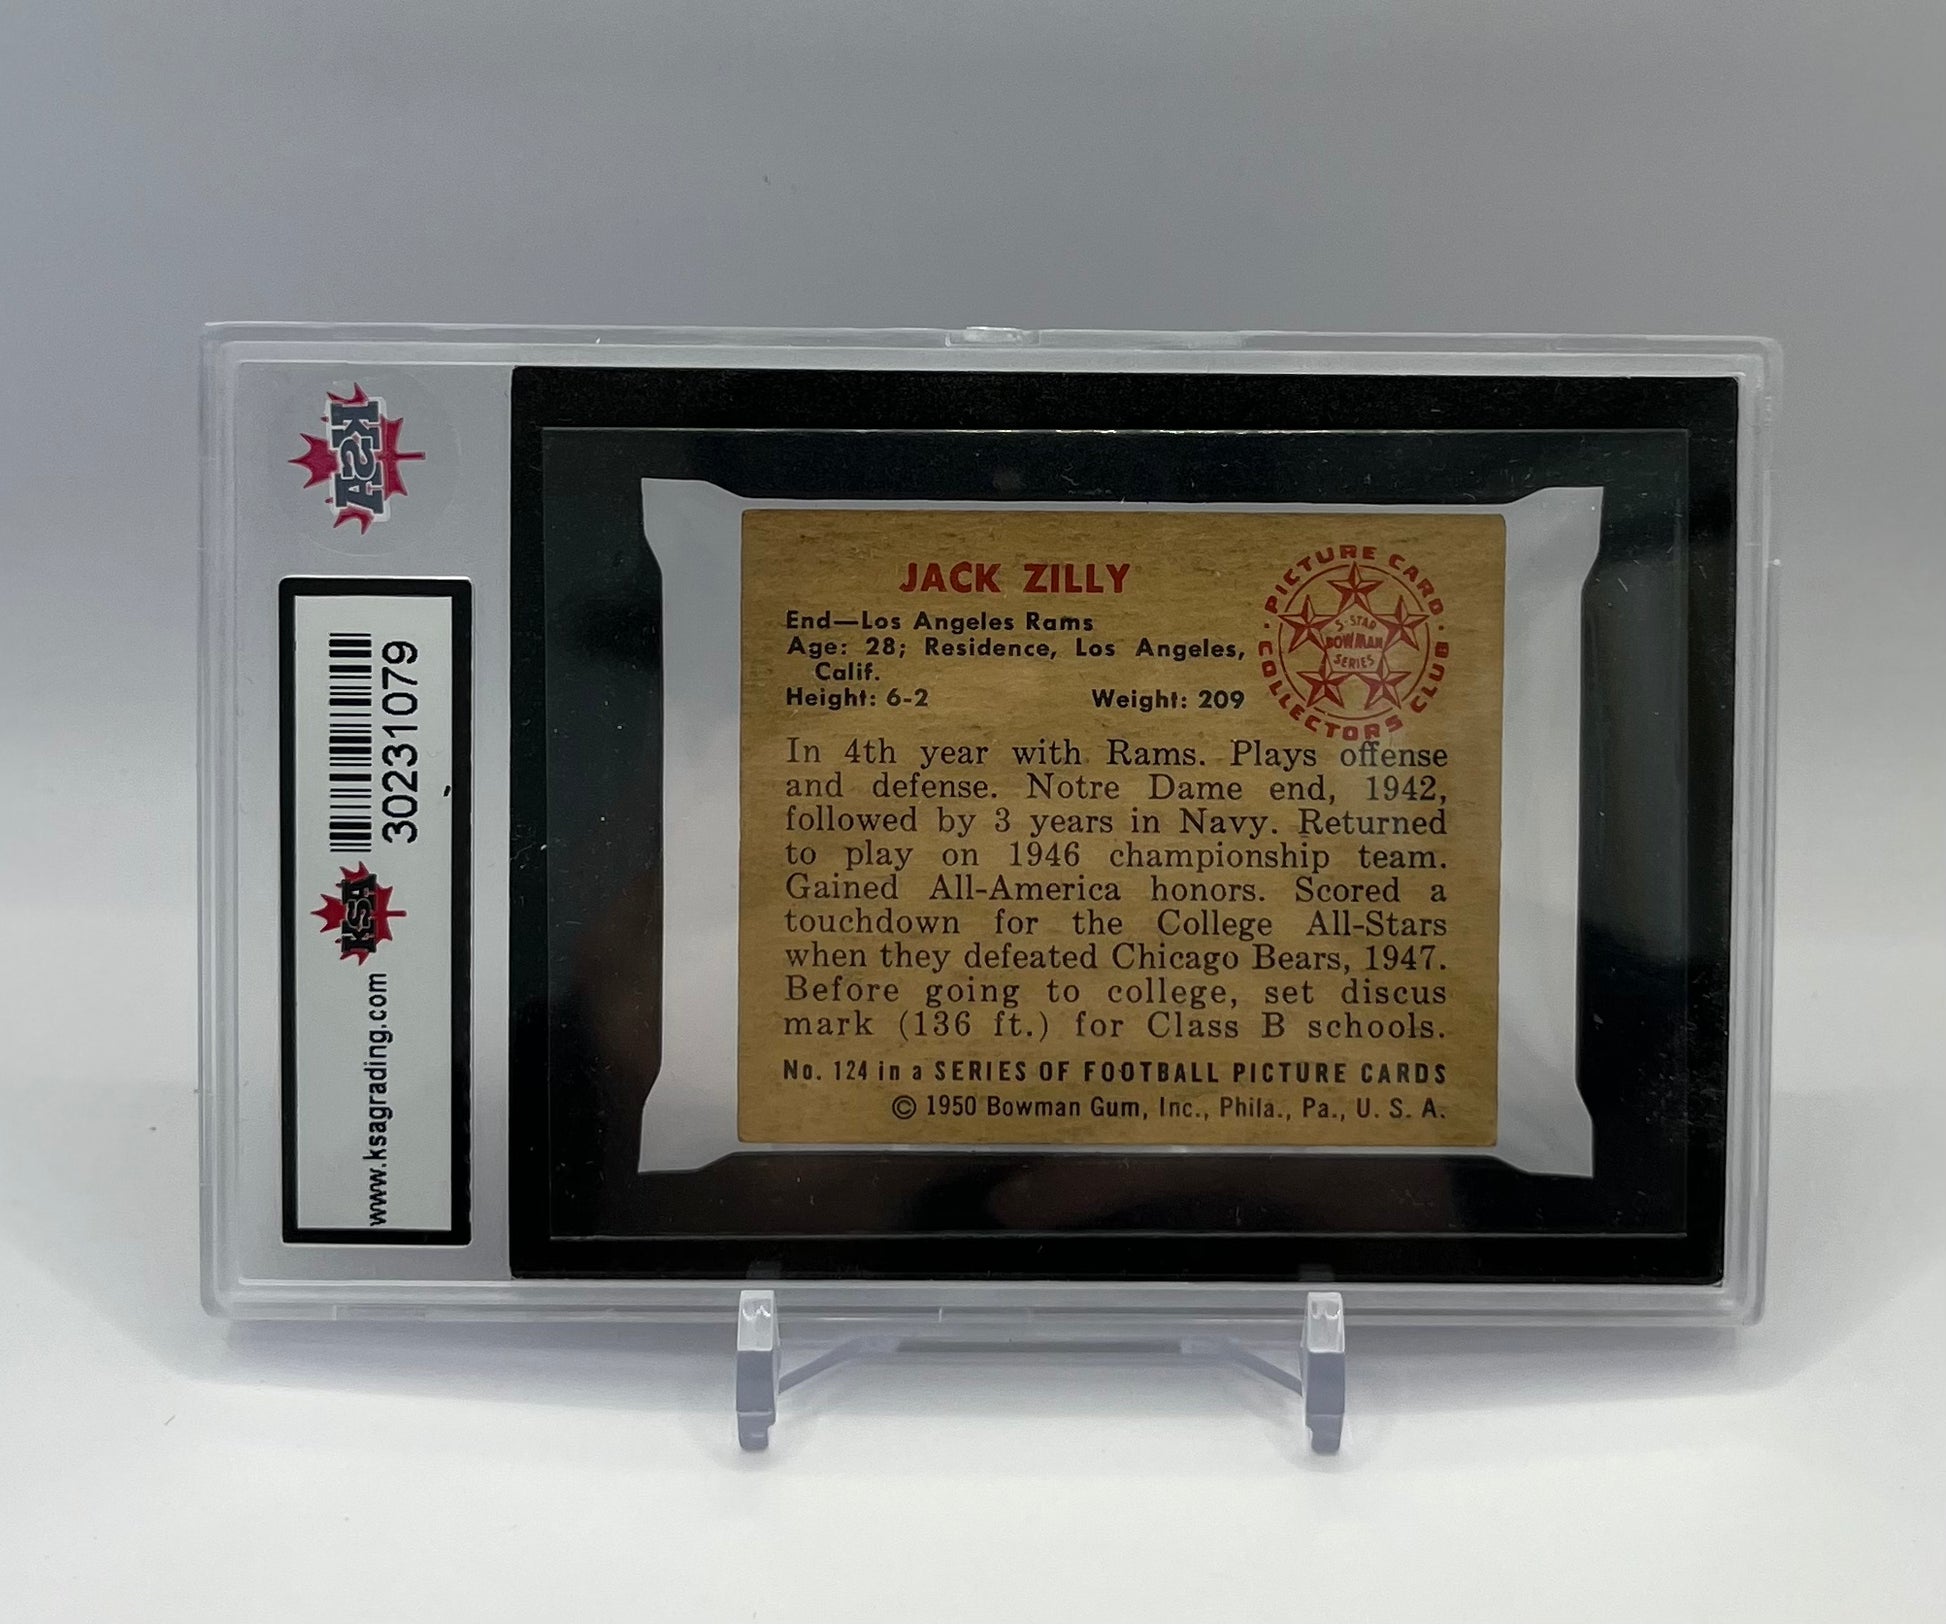 KSA
30231079
KSA
www.ksagrading.com
JACK ZILLY
End—Los Angeles Rams
Age: 28; Residence, Los Angeles,
Calif.
Height: 6-2 Weight: 209
PICTURE CARD
COLLECTORS CLUB
5-STAR
BOWMAN
SERIES
In 4th year with Rams. Plays offense
and defense. Notre Dame end, 1942,
followed by 3 years in Navy. Returned
to play on 1946 championship team.
Gained All-America honors. Scored a
touchdown for the College All-Stars
when they defeated Chicago Bears, 1947.
Before going to college, set discus
mark (136 ft.) for Class B schools.
No. 124 in a SERIES OF FOOTBALL PICTURE CARDS
© 1950 Bowman Gum, Inc., Phila., Pa., U. S. A.